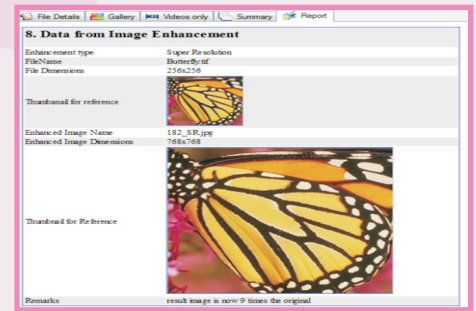 File Details Gallery Videos only Summary Report
8. Data from Image Enhancement
Enhancement type Super Resolution
FileName Butterfly.tif
File Dimensions 256x256
Thumbanail for reference
Enhanced Image Name 182_SR.jpg
Enhanced Image Dimensions 768x768
Thumbnail for Reference
Remarks result image is now 9 times the original